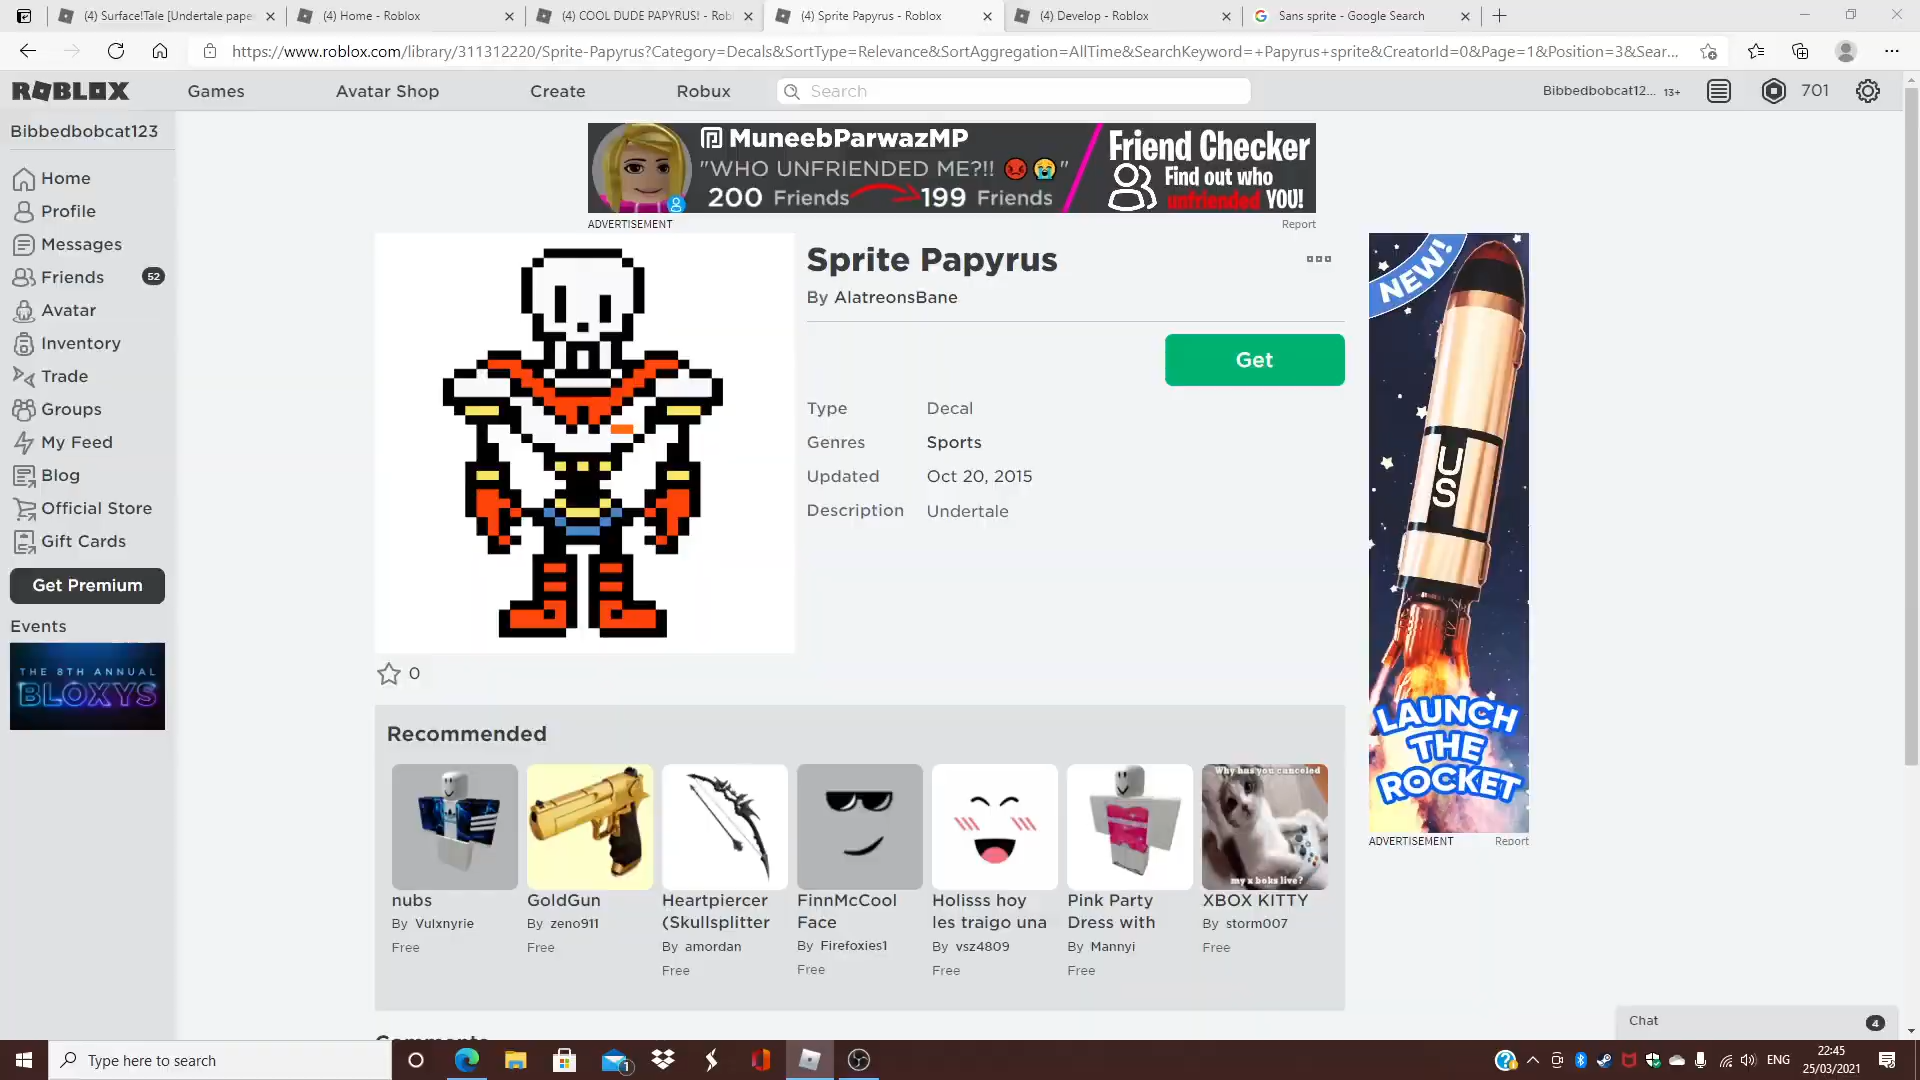 (4) Surface!Tale [Undertale pape
(4) Home - Roblox
(4) COOL DUDE PAPYRUS! - Rob
(4) Sprite Papyrus - Roblox
(4) Develop - Roblox
Sans sprite - Google Search
https://www.roblox.com/library/311312220/Sprite-Papyrus?Category=Decals&SortType=Relevance&SortAggregation=AllTime&SearchKeyword=+Papyrus+sprite&CreatorId=0&Page=1&Position=3&Sear...
ROBLOX
Games
Avatar Shop
Create
Robux
Search
Bibbedbobcat12... 13+
701
Bibbedbobcat123
Home
Profile
Messages
Friends 52
Avatar
Inventory
Trade
Groups
My Feed
Blog
Official Store
Gift Cards
Get Premium
Events
THE 8TH ANNUAL
BLOXYS
MuneebParwazMP
"WHO UNFRIENDED ME?!! 😡 😭"
200 Friends 199 Friends
Friend Checker
Find out who
unfriended YOU!
ADVERTISEMENT
Report
Sprite Papyrus
By AlatreonsBane
Get
Type Decal
Genres Sports
Updated Oct 20, 2015
Description Undertale
0
NEW!
US
LAUNCH
THE
ROCKET
ADVERTISEMENT
Report
Recommended
nubs
By Vulxnyrie
Free
GoldGun
By zeno911
Free
Heartpiercer
(Skullsplitter
By amordan
Free
FinnMcCool
Face
By Firefoxies1
Free
Holisss hoy
les traigo una
By vsz4809
Free
Pink Party
Dress with
By Mannyi
Free
Why has you canceled
my x boks live?
XBOX KITTY
By storm007
Free
Comments
Chat
4
Type here to search
1
ENG
22:45
25/03/2021